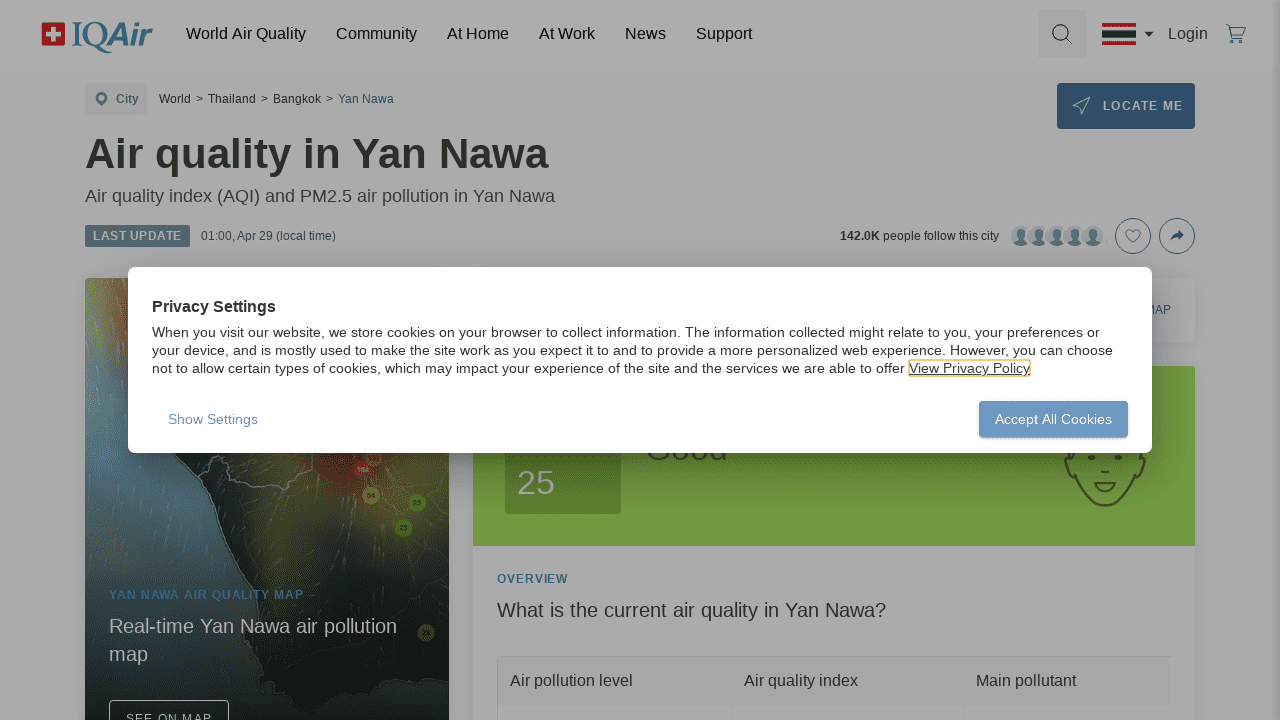 IQAir
World Air Quality
Community
At Home
At Work
News
Support
Login
City
World > Thailand > Bangkok > Yan Nawa
LOCATE ME
Air quality in Yan Nawa
Air quality index (AQI) and PM2.5 air pollution in Yan Nawa
LAST UPDATE
01:00, Apr 29 (local time)
142.0K people follow this city
MAP
Privacy Settings
When you visit our website, we store cookies on your browser to collect information. The information collected might relate to you, your preferences or
your device, and is mostly used to make the site work as you expect it to and to provide a more personalized web experience. However, you can choose
not to allow certain types of cookies, which may impact your experience of the site and the services we are able to offer View Privacy Policy
Show Settings
Accept All Cookies
Good
25
YAN NAWA AIR QUALITY MAP
Real-time Yan Nawa air pollution
map
SEE ON MAP
OVERVIEW
What is the current air quality in Yan Nawa?
Air pollution level
Air quality index
Main pollutant